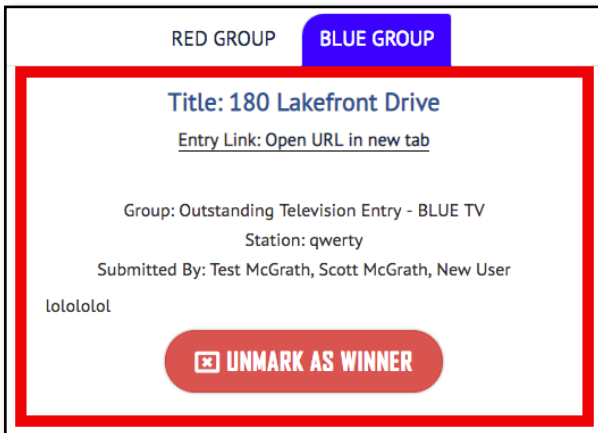 RED GROUP BLUE GROUP
Title: 180 Lakefront Drive
Entry Link: Open URL in new tab
Group: Outstanding Television Entry - BLUE TV
Station: qwerty
Submitted By: Test McGrath, Scott McGrath, New User
lolololol
UNMARK AS WINNER